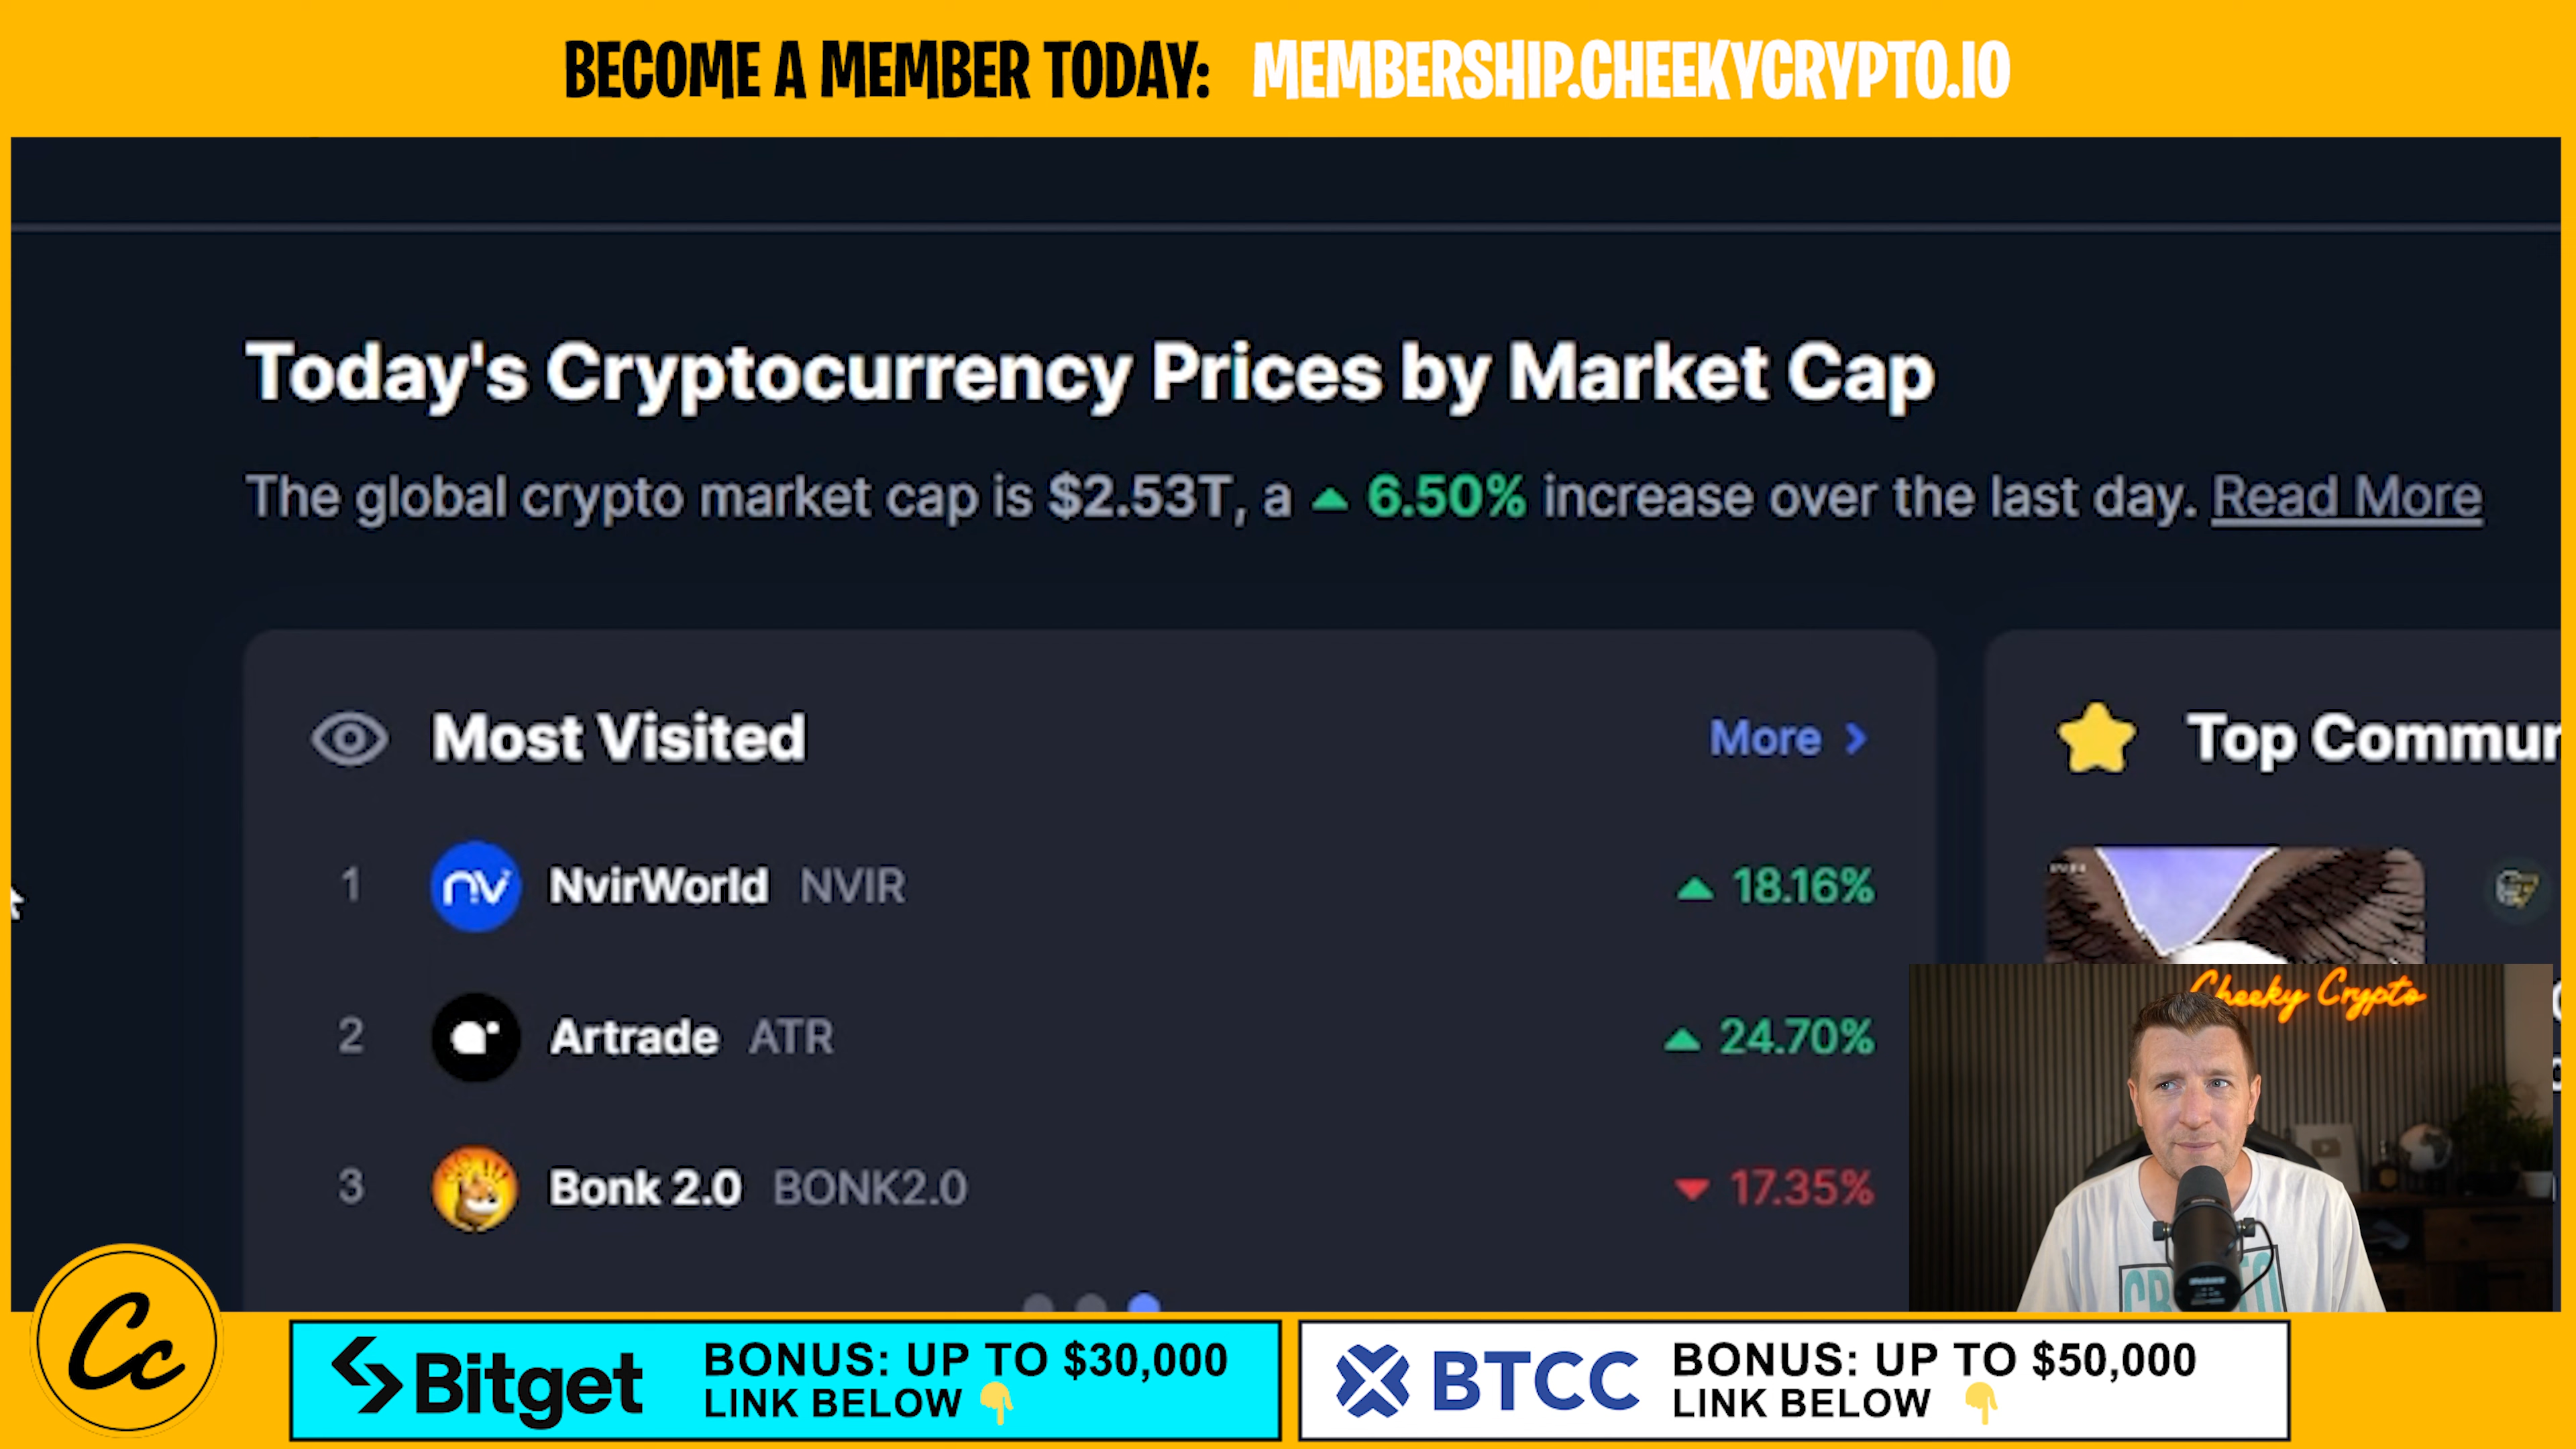 BECOME A MEMBER TODAY: MEMBERSHIP.CHEEKYCRYPTO.IO
Today's Cryptocurrency Prices by Market Cap
The global crypto market cap is $2.53T, a ▲ 6.50% increase over the last day. Read More
Most Visited More >
Top Commun
1 NvirWorld NVIR ▲ 18.16%
2 Artrade ATR ▲ 24.70%
3 Bonk 2.0 BONK2.0 ▼ 17.35%
Cheeky Crypto
Cc
Bitget
BONUS: UP TO $30,000
LINK BELOW 👇
BTCC
BONUS: UP TO $50,000
LINK BELOW 👇